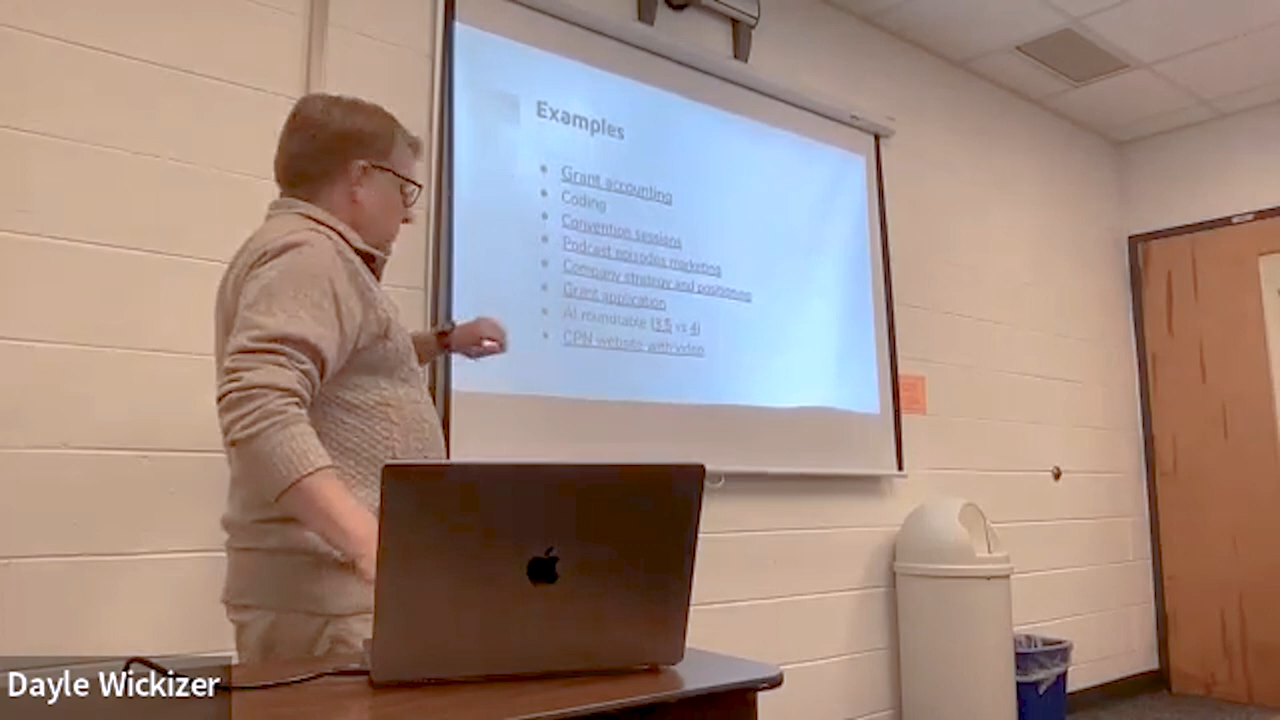 Examples
Grant accounting
Coding
Convention sessions
Podcast episodes marketing
Company strategy and positioning
Grant application
AI roundtable (3.5 vs 4)
CPN website with video
Dayle Wickizer